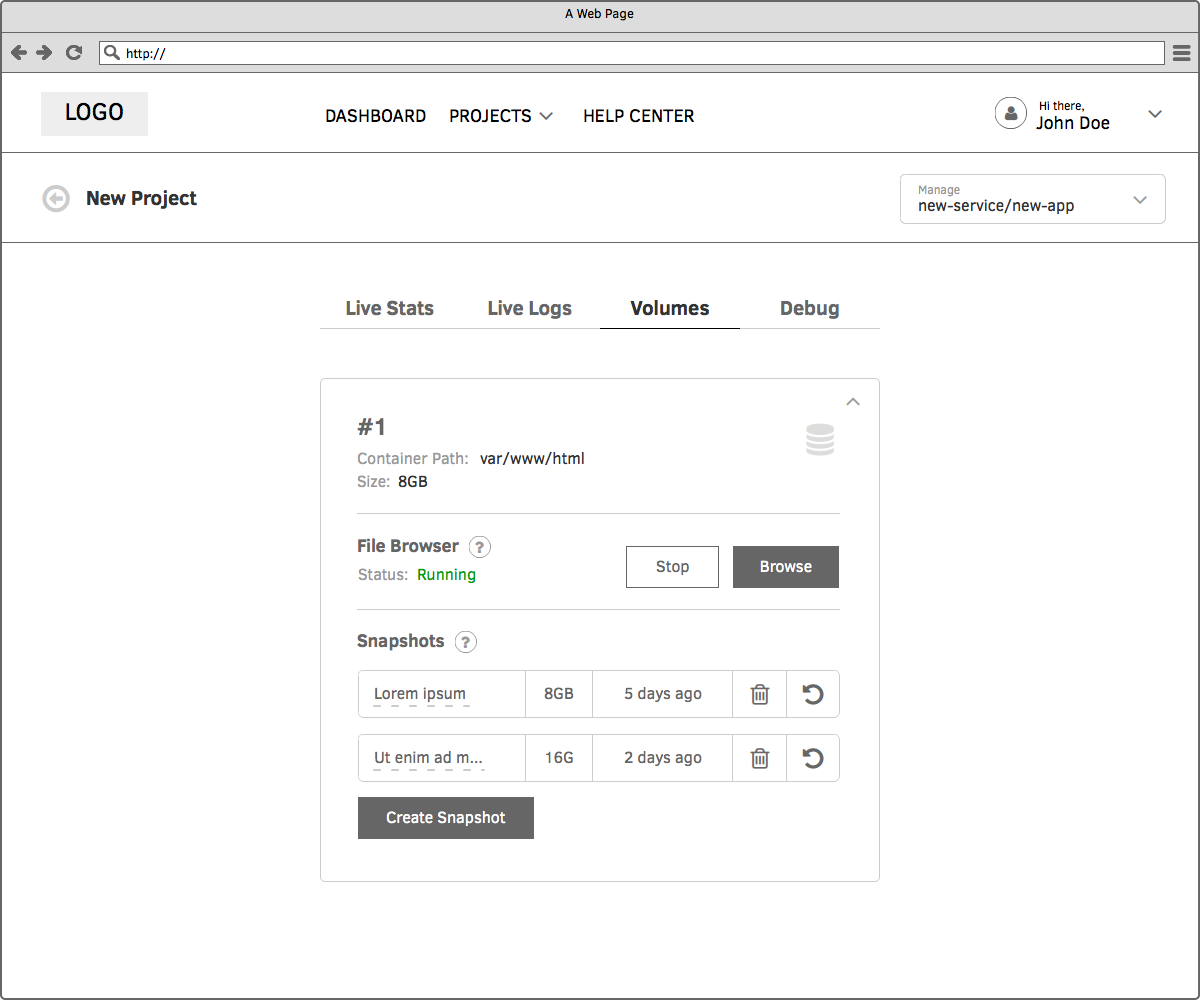 A Web Page
http://
LOGO
DASHBOARD PROJECTS HELP CENTER
Hi there,
John Doe
New Project
Manage
new-service/new-app
Live Stats Live Logs Volumes Debug
#1
Container Path: var/www/html
Size: 8GB
File Browser ?
Status: Running
Stop Browse
Snapshots ?
Lorem ipsum 8GB 5 days ago
Ut enim ad m... 16G 2 days ago
Create Snapshot